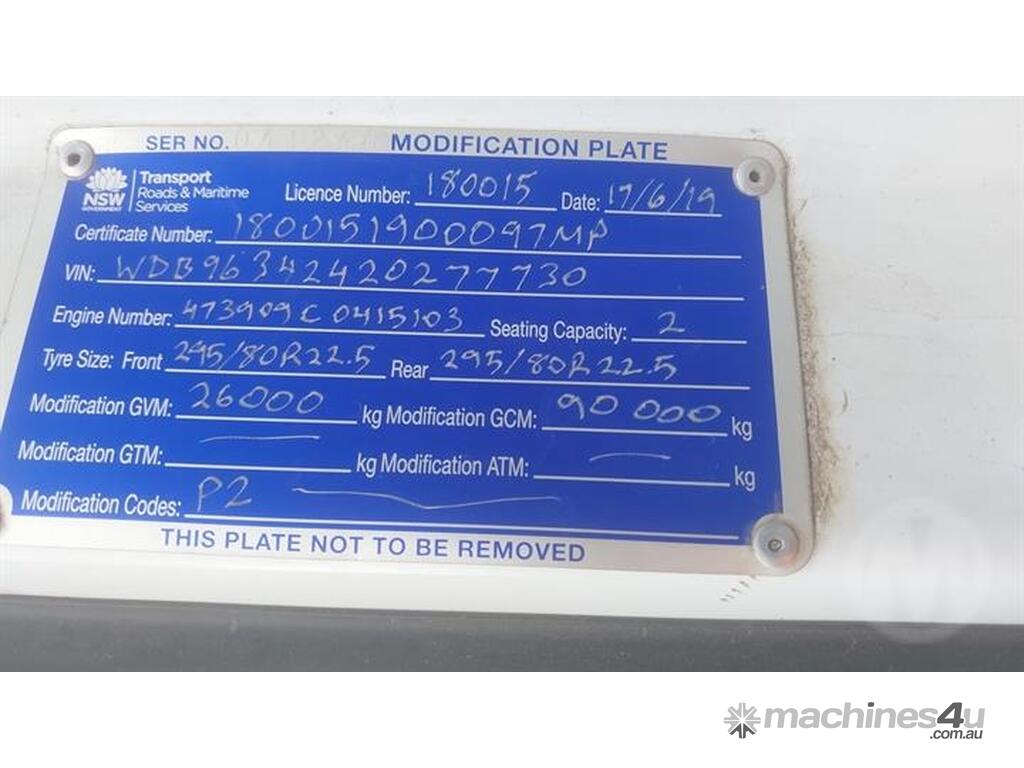 SER NO. MODIFICATION PLATE
NSW GOVERNMENT Transport Roads & Maritime Services
Licence Number: 180015 Date: 17/6/19
Certificate Number: 1800151900097MP
VIN: WDB96342420277730
Engine Number: 473909C0415103 Seating Capacity: 2
Tyre Size: Front 295/80R22.5 Rear 295/80R22.5
Modification GVM: 26000 kg Modification GCM: 90 000 kg
Modification GTM: — kg Modification ATM: — kg
Modification Codes: P2 —
THIS PLATE NOT TO BE REMOVED
machines4u
.com.au